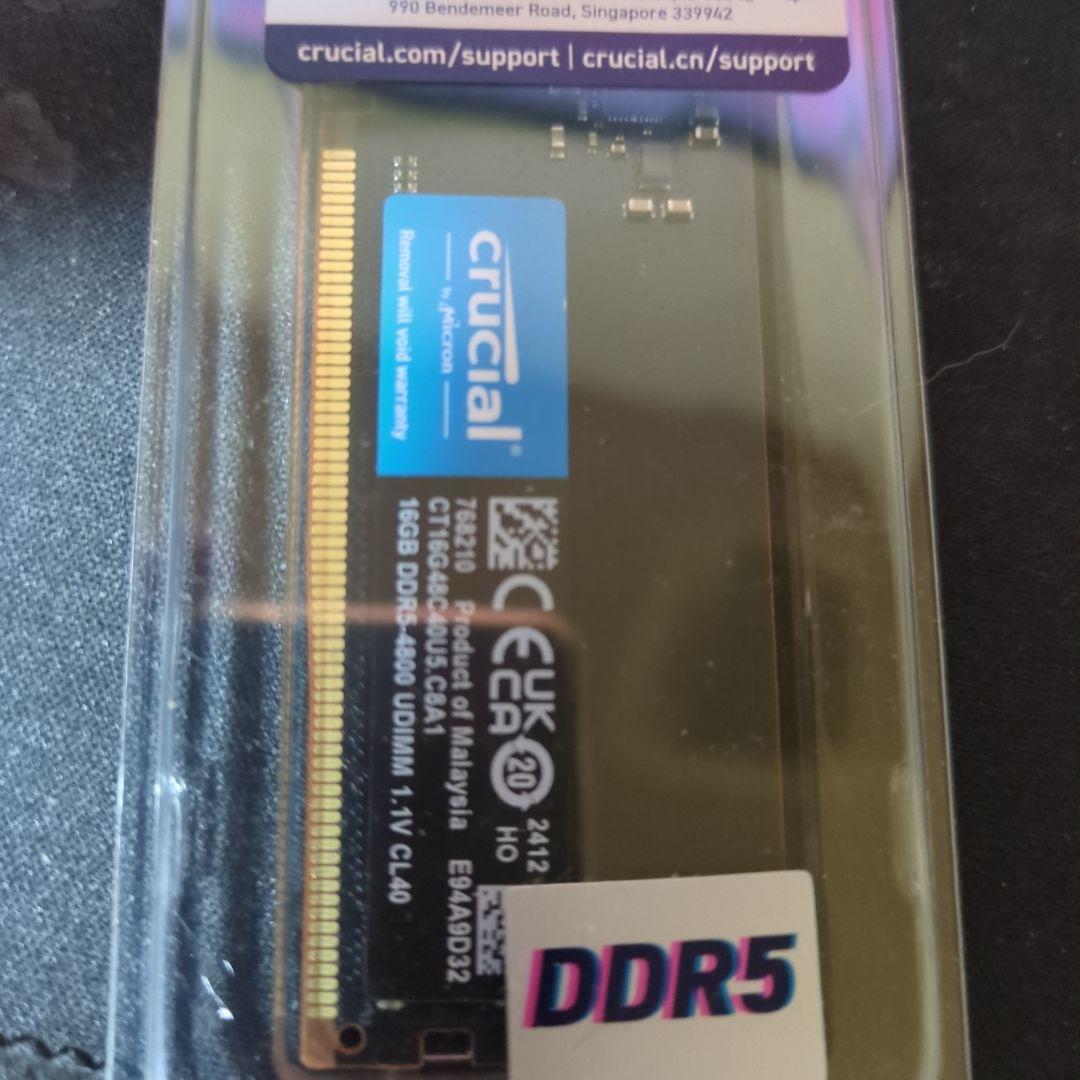 990 Bendemeer Road, Singapore 339942
crucial.com/support | crucial.cn/support
crucial®
by Micron
Removal will void warranty
CE UK CA 20 2412
HO
768210 Product of Malaysia E94A9D32
CT16G48C40U5.C8A1
16GB DDR5-4800 UDIMM 1.1V CL40
DDR5